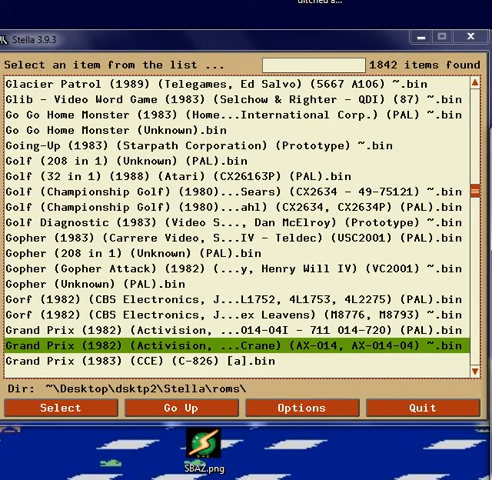 ditched a...
Stella 3.9.3
Select an item from the list ... 1842 items found
Glacier Patrol (1989) (Telegames, Ed Salvo) (5667 A106) ~.bin
Glib - Video Word Game (1983) (Selchow & Righter - QDI) (87) ~.bin
Go Go Home Monster (1983) (Home...International Corp.) (PAL) ~.bin
Go Go Home Monster (Unknown).bin
Going-Up (1983) (Starpath Corporation) (Prototype) ~.bin
Golf (208 in 1) (Unknown) (PAL).bin
Golf (32 in 1) (1988) (Atari) (CX26163P) (PAL).bin
Golf (Championship Golf) (1980)...Sears) (CX2634 - 49-75121) ~.bin
Golf (Championship Golf) (1980)...ahl) (CX2634, CX2634P) (PAL).bin
Golf Diagnostic (1983) (Video S..., Dan McElroy) (Prototype) ~.bin
Gopher (1983) (Carrere Video, S...IV - Teldec) (USC2001) (PAL).bin
Gopher (208 in 1) (Unknown) (PAL).bin
Gopher (Gopher Attack) (1982) (...y, Henry Will IV) (VC2001) ~.bin
Gopher (Unknown) (PAL).bin
Gorf (1982) (CBS Electronics, J...L1752, 4L1753, 4L2275) (PAL).bin
Gorf (1982) (CBS Electronics, J...ex Leavens) (M8776, M8793) ~.bin
Grand Prix (1982) (Activision, ...014-04I - 711 014-720) (PAL).bin
Grand Prix (1982) (Activision, ...Crane) (AX-014, AX-014-04) ~.bin
Grand Prix (1983) (CCE) (C-826) [a].bin
Dir: ~\Desktop\dsktp2\Stella\roms\
Select Go Up Options Quit
SBAZ.png